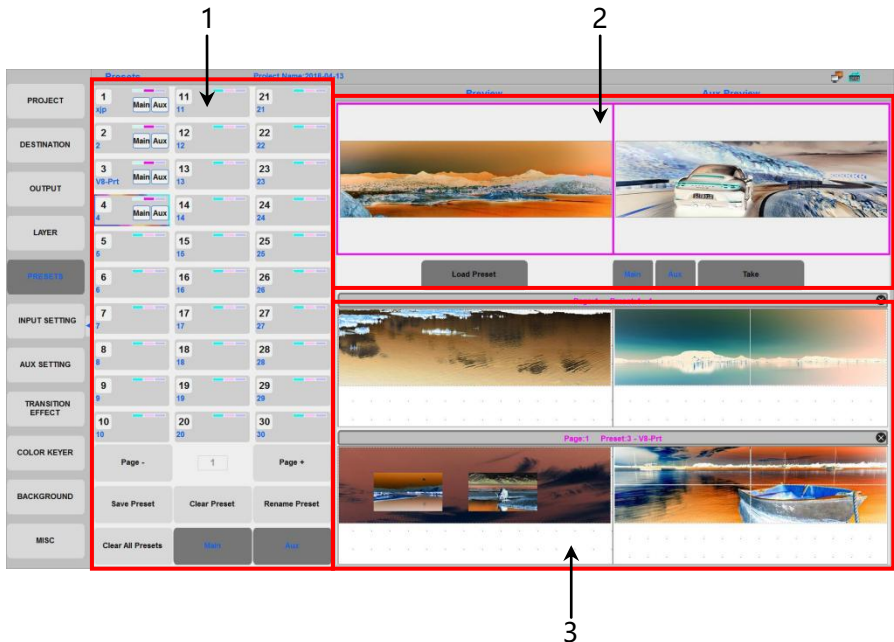 1
2
Presets
Project Name:2018-04-13
PROJECT
DESTINATION
OUTPUT
LAYER
PRESETS
INPUT SETTING
AUX SETTING
TRANSITION
EFFECT
COLOR KEYER
BACKGROUND
MISC
1
Main Aux
xjp
11
11
21
21
2
Main Aux
2
12
12
22
22
3
Main Aux
V8-Prt
13
13
23
23
4
Main Aux
4
14
14
24
24
5
5
15
15
25
25
6
6
16
16
26
26
7
7
17
17
27
27
8
8
18
18
28
28
9
9
19
19
29
29
10
10
20
20
30
30
Page -
1
Page +
Save Preset
Clear Preset
Rename Preset
Clear All Presets
Main
Aux
Preview
Aux Preview
Load Preset
Main
Aux
Take
Page:1 Preset:3 - V8-Prt
3